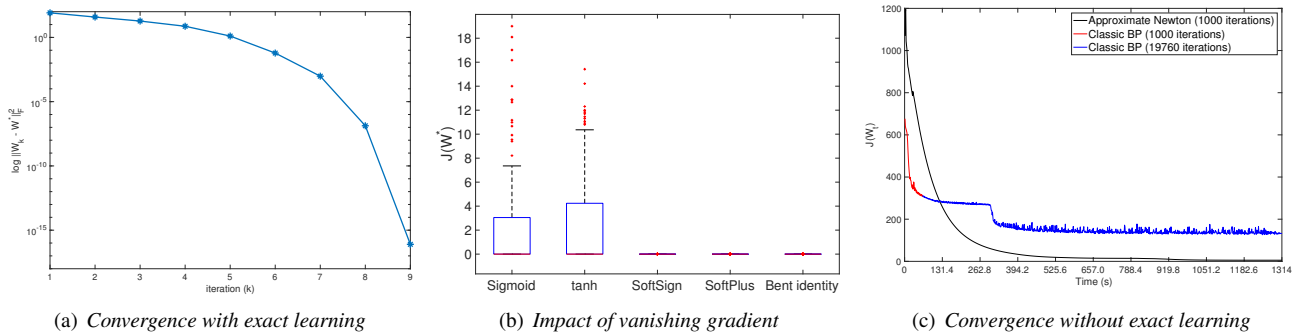 log ||W_k - W^*||_F^2
10^0
10^-5
10^-10
10^-15
1 2 3 4 5 6 7 8 9
iteration (k)
(a) Convergence with exact learning
J(W^*)
18
16
14
12
10
8
6
4
2
0
Sigmoid tanh SoftSign SoftPlus Bent identity
(b) Impact of vanishing gradient
J(W_t)
1200
1000
800
600
400
200
0
Approximate Newton (1000 iterations)
Classic BP (1000 iterations)
Classic BP (19760 iterations)
0 131.4 262.8 394.2 525.6 657.0 788.4 919.8 1051.2 1182.6 1314
Time (s)
(c) Convergence without exact learning